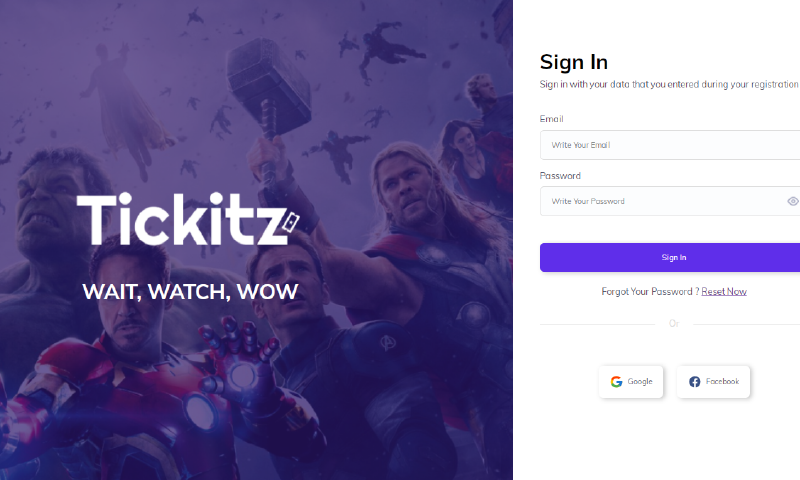 Tickitz
WAIT, WATCH, WOW
Sign In
Sign in with your data that you entered during your registration
Email
Write Your Email
Password
Write Your Password
Sign In
Forgot Your Password ? Reset Now
Or
Google
Facebook